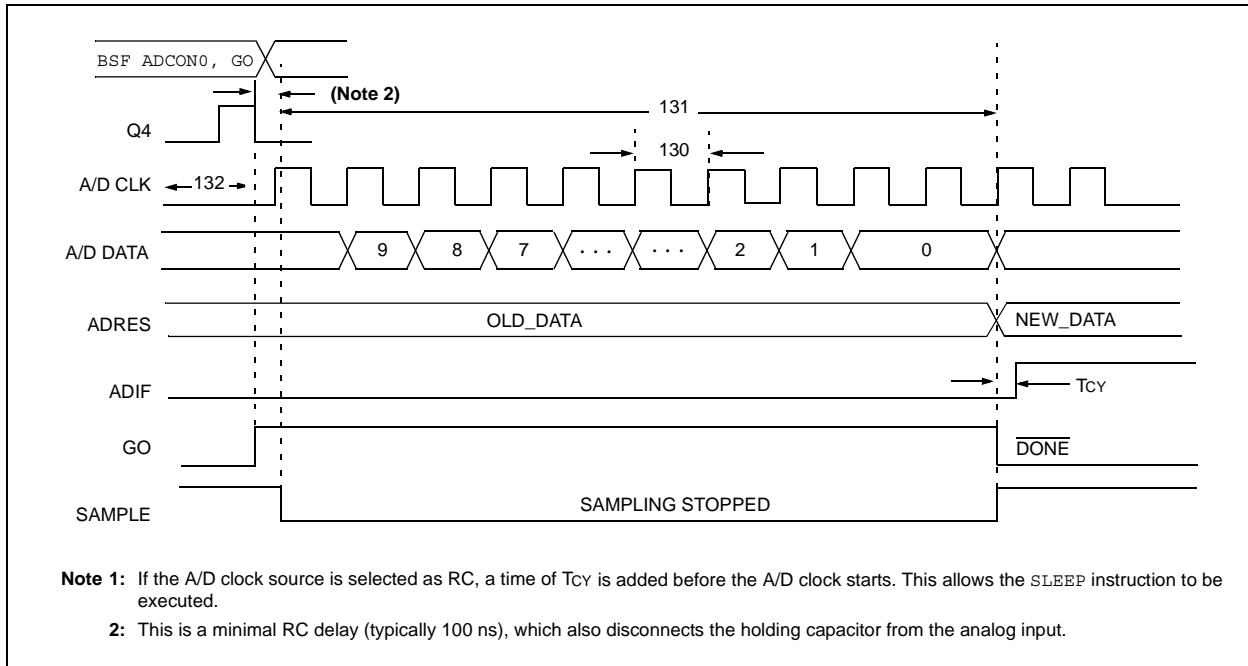 BSF ADCON0, GO
(Note 2)
131
Q4
130
A/D CLK
132
A/D DATA
9 8 7 . . . . . . 2 1 0
ADRES
OLD_DATA
NEW_DATA
ADIF
TCY
GO
DONE
SAMPLE
SAMPLING STOPPED
Note 1: If the A/D clock source is selected as RC, a time of TCY is added before the A/D clock starts. This allows the SLEEP instruction to be
executed.
2: This is a minimal RC delay (typically 100 ns), which also disconnects the holding capacitor from the analog input.